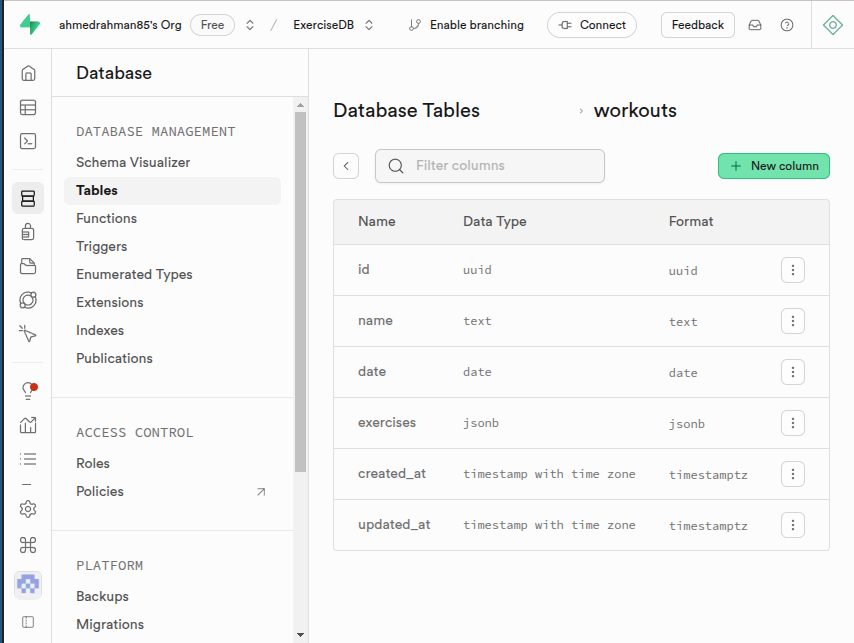 ahmedrahman85's Org Free / ExerciseDB Enable branching Connect Feedback
Database
DATABASE MANAGEMENT
Schema Visualizer
Tables
Functions
Triggers
Enumerated Types
Extensions
Indexes
Publications
ACCESS CONTROL
Roles
Policies
PLATFORM
Backups
Migrations
Database Tables › workouts
Filter columns
New column
Name Data Type Format
id uuid uuid
name text text
date date date
exercises jsonb jsonb
created_at timestamp with time zone timestamptz
updated_at timestamp with time zone timestamptz